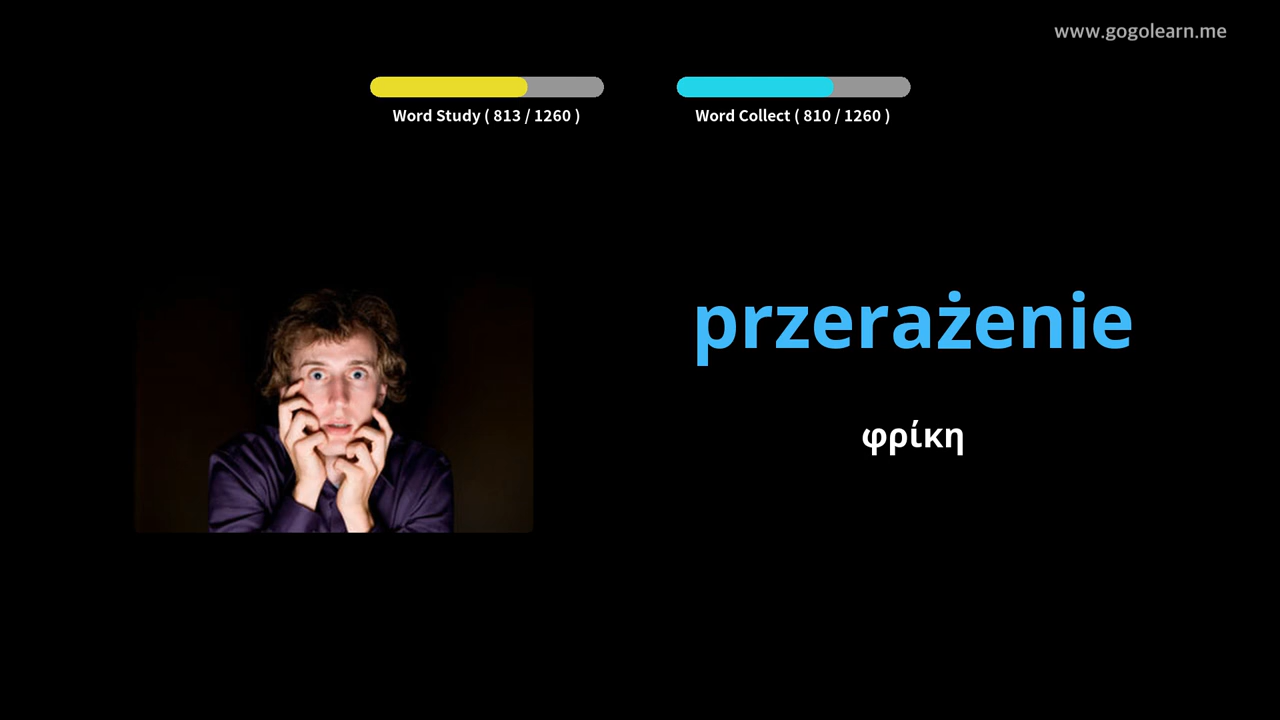 www.gogolearn.me
Word Study ( 813 / 1260 )
Word Collect ( 810 / 1260 )
przerażenie
φρίκη